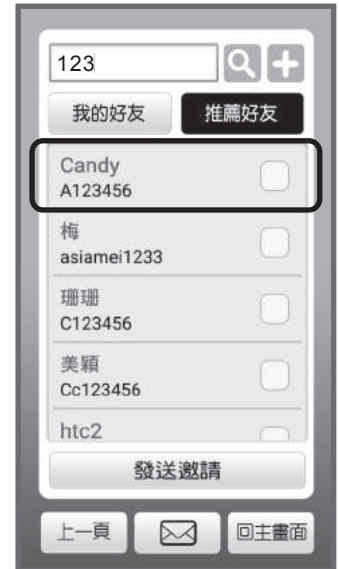 123
我的好友
推薦好友
Candy
A123456
梅
asiamei1233
珊珊
C123456
美穎
Cc123456
htc2
發送邀請
上一頁
回主畫面